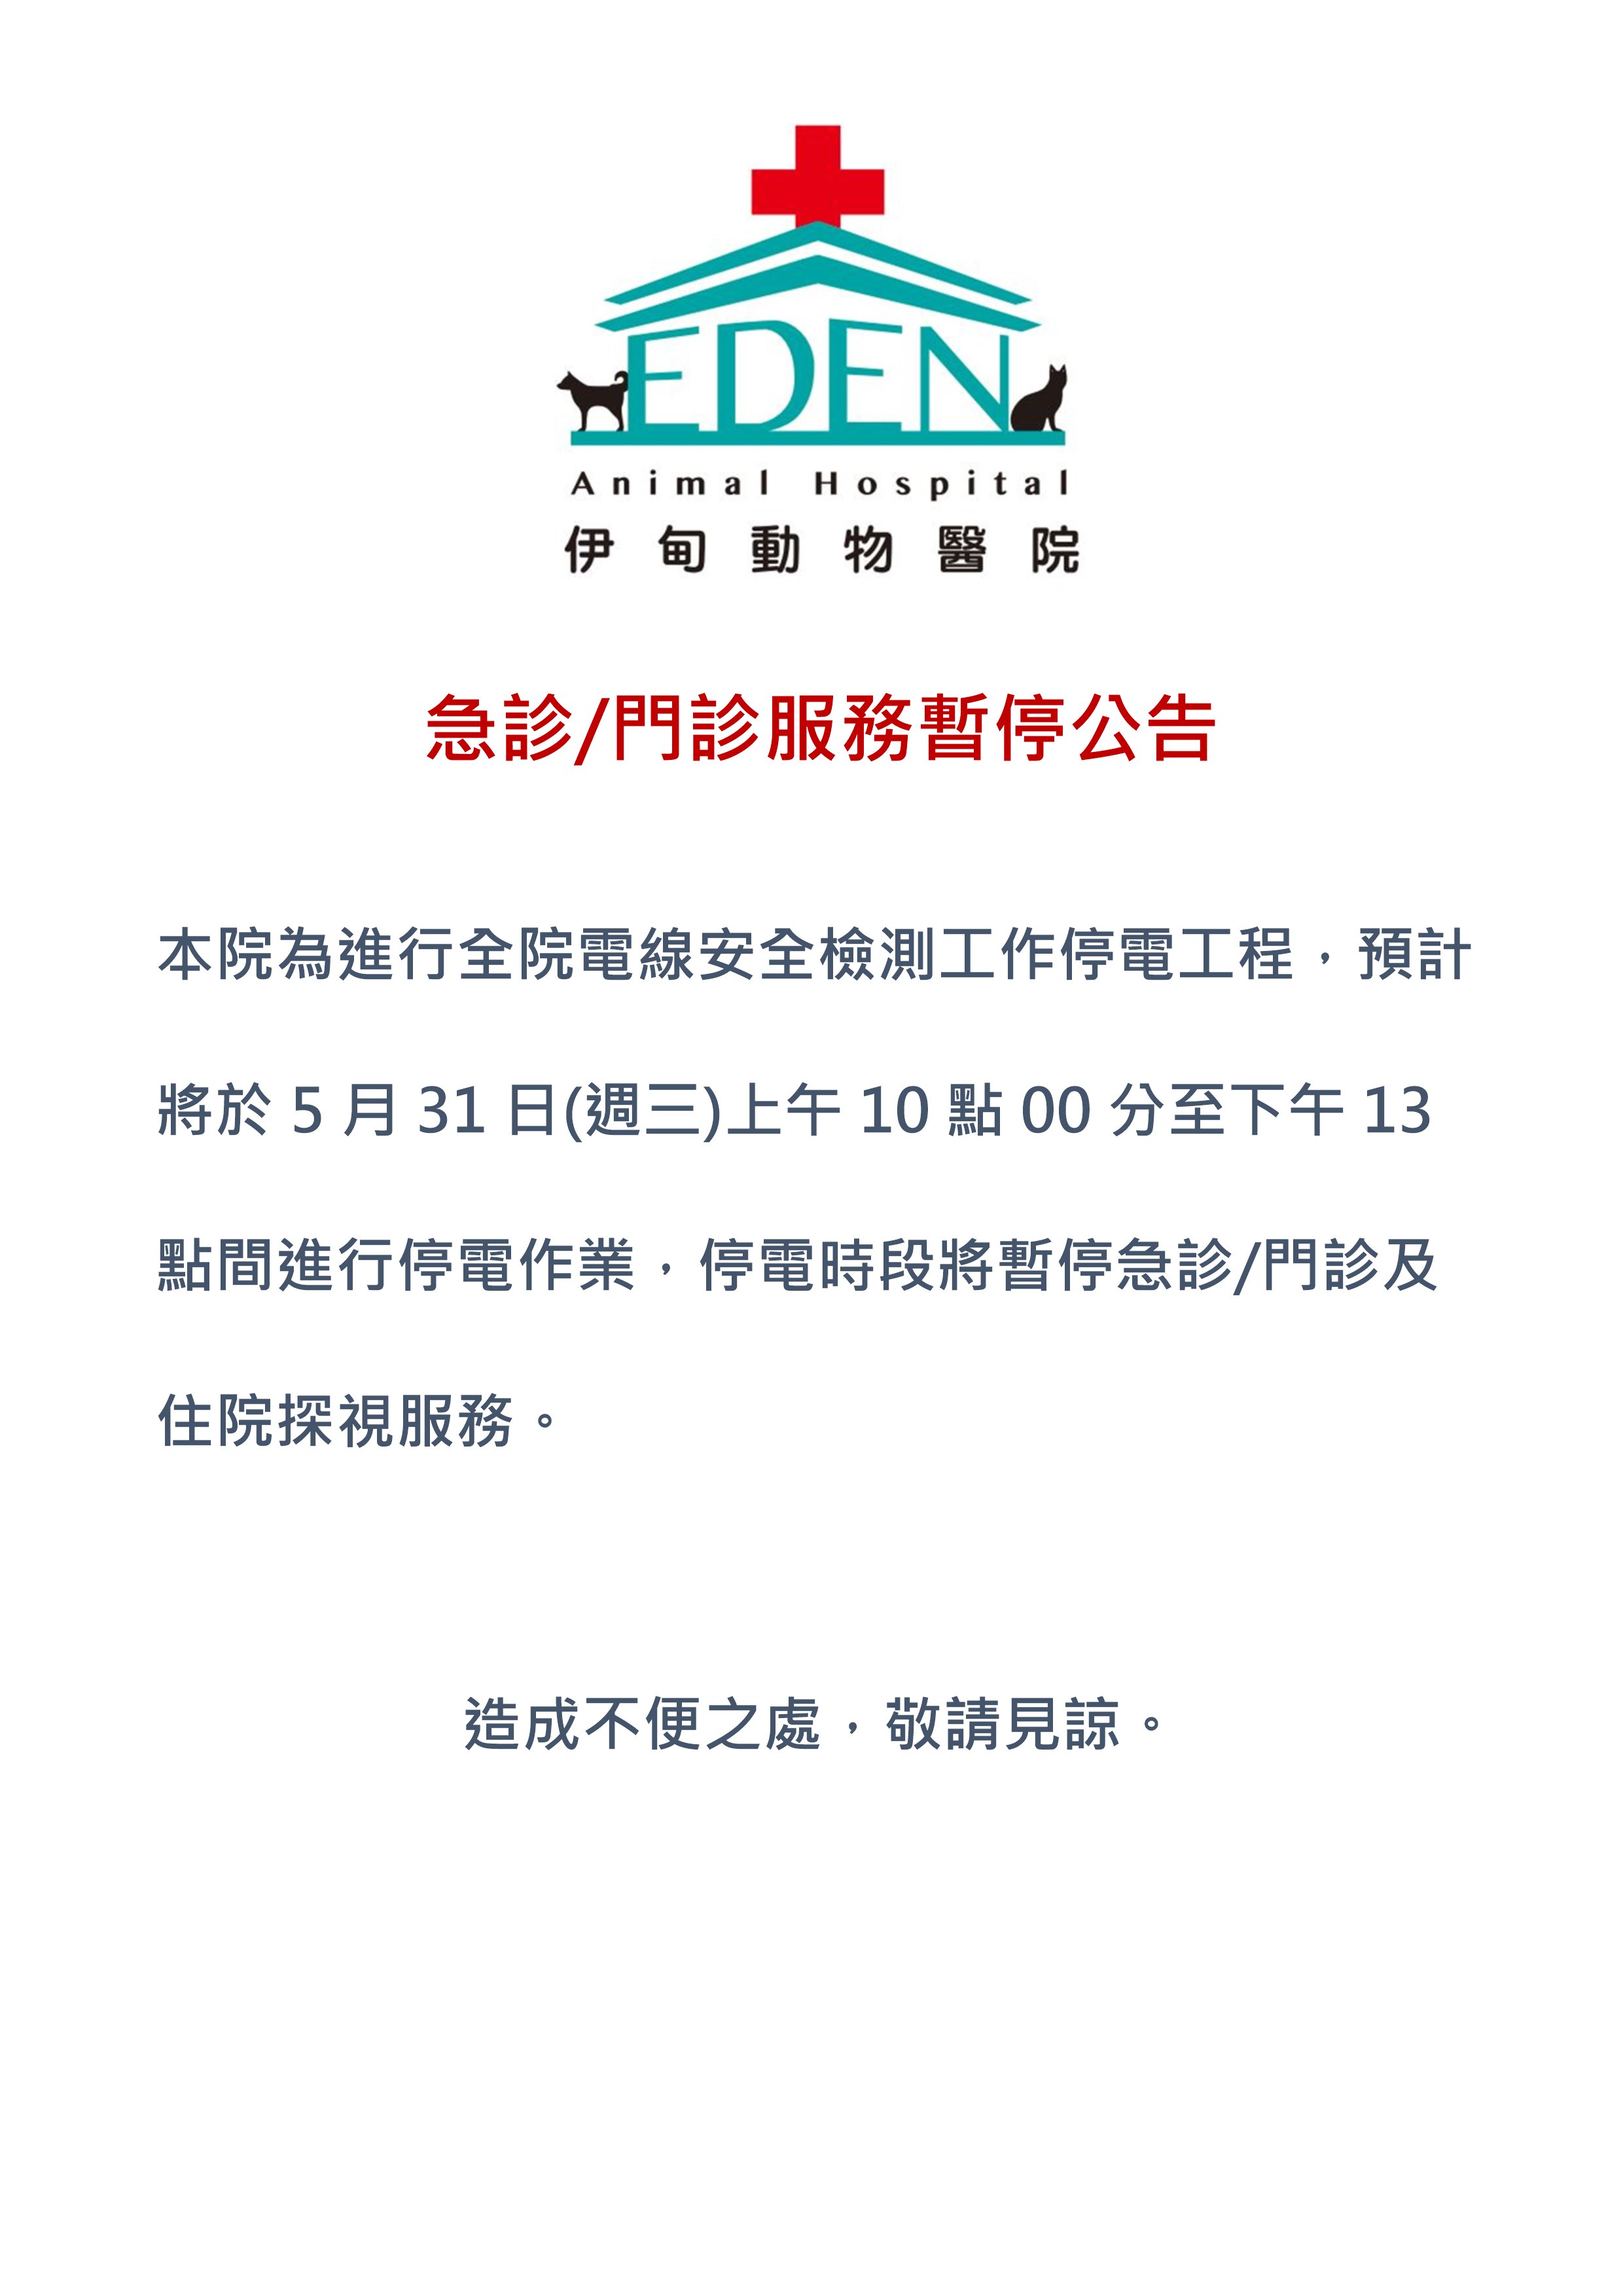 EDEN
Animal Hospital
伊甸動物醫院
急診/門診服務暫停公告
本院為進行全院電線安全檢測工作停電工程，預計
將於 5 月 31 日(週三)上午 10 點 00 分至下午 13
點間進行停電作業，停電時段將暫停急診/門診及
住院探視服務。
造成不便之處，敬請見諒。